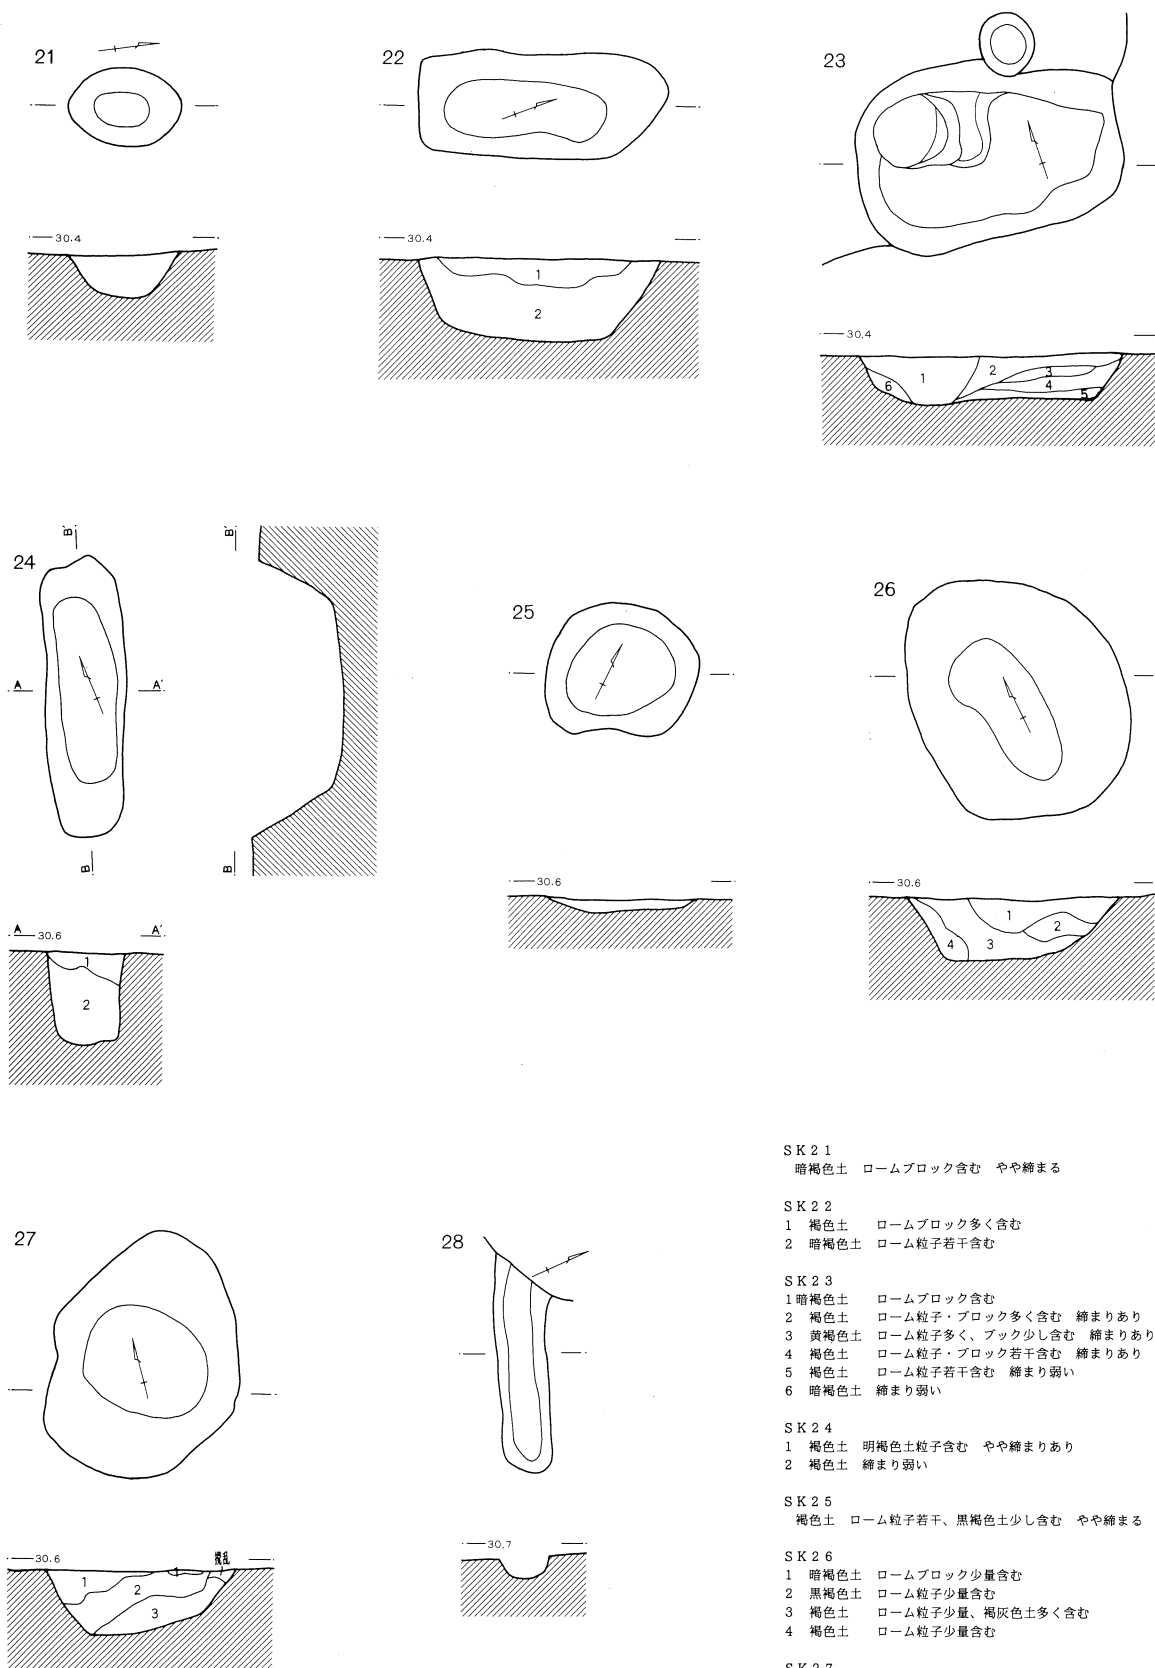 21
22
23
30.4
30.4
1
2
30.4
1
2
3
4
5
6
24
B'
B'
A
A'
B
B
A
30.6
A'
1
2
25
30.6
26
30.6
1
2
3
4
27
30.6
1
1
2
3
撹乱
28
30.7
SK21
暗褐色土 ロームブロック含む やや締まる
SK22
1 褐色土 ロームブロック多く含む
2 暗褐色土 ローム粒子若干含む
SK23
1暗褐色土 ロームブロック含む
2 褐色土 ローム粒子・ブロック多く含む 締まりあり
3 黄褐色土 ローム粒子多く、ブック少し含む 締まりあり
4 褐色土 ローム粒子・ブロック若干含む 締まりあり
5 褐色土 ローム粒子若干含む 締まり弱い
6 暗褐色土 締まり弱い
SK24
1 褐色土 明褐色土粒子含む やや締まりあり
2 褐色土 締まり弱い
SK25
褐色土 ローム粒子若干、黒褐色土少し含む やや締まる
SK26
1 暗褐色土 ロームブロック少量含む
2 黒褐色土 ローム粒子少量含む
3 褐色土 ローム粒子少量、褐灰色土多く含む
4 褐色土 ローム粒子少量含む
SK27